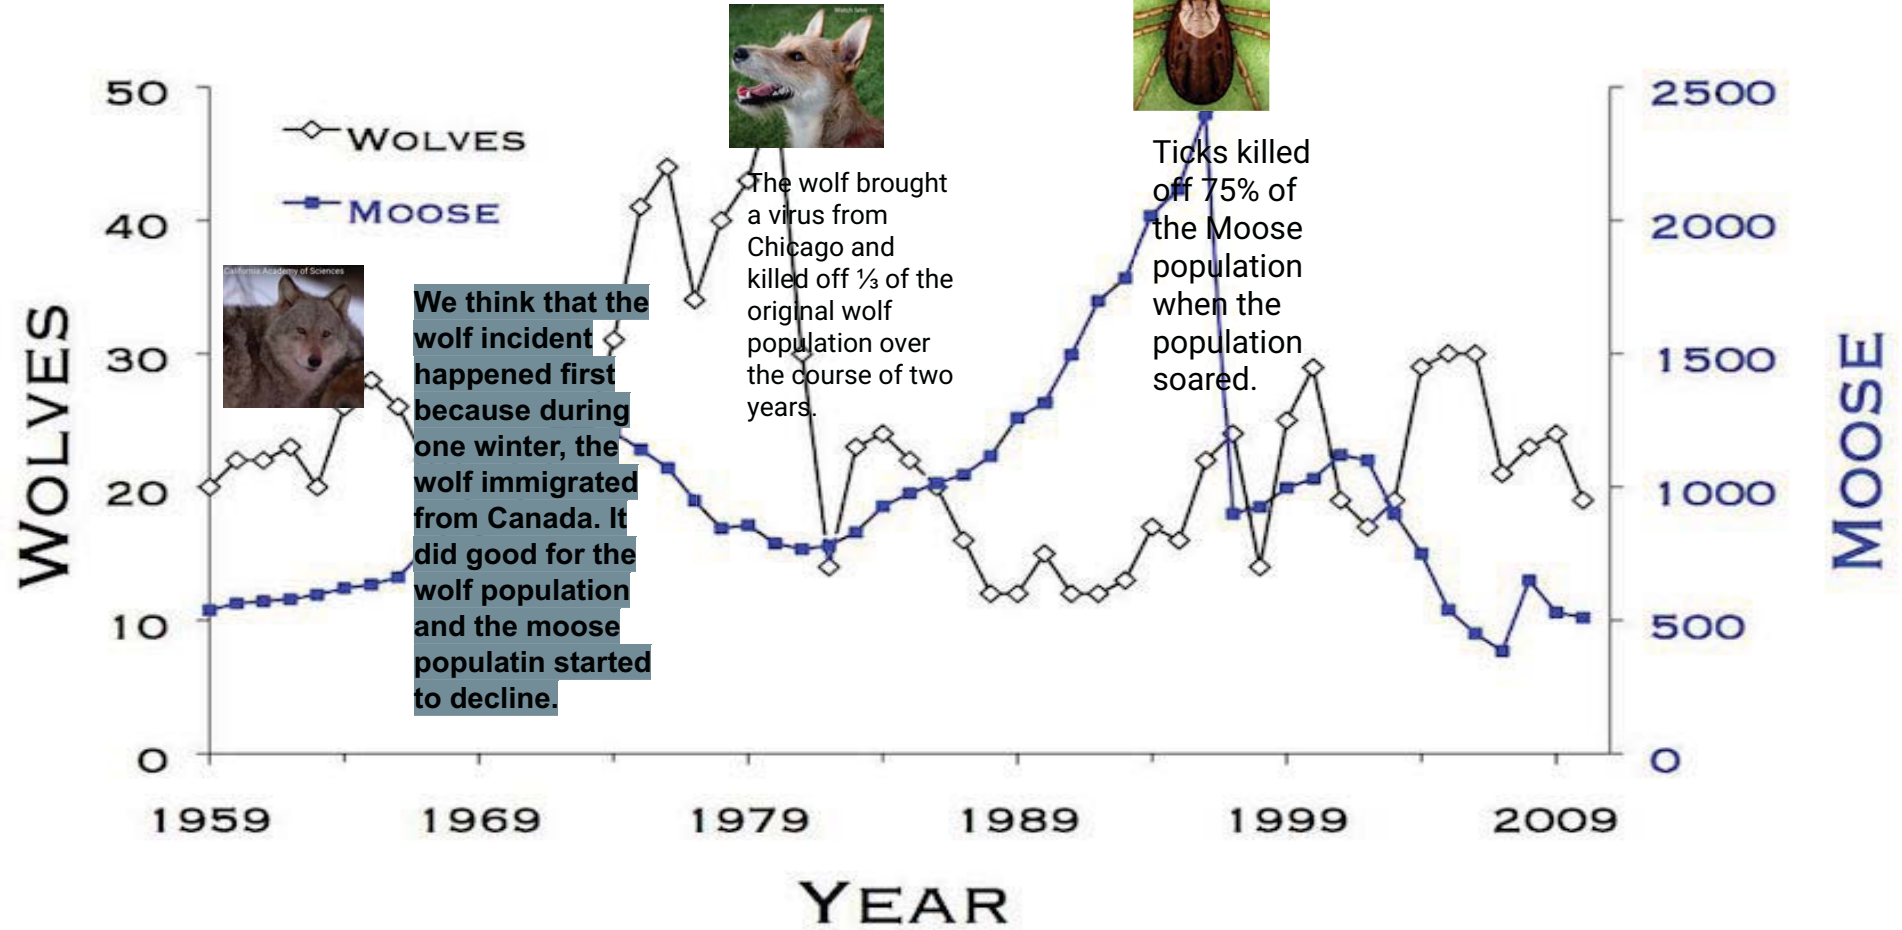 Watch later
California Academy of Sciences
50
40
30
20
10
0
WOLVES
WOLVES
MOOSE
We think that the
wolf incident
happened first
because during
one winter, the
wolf immigrated
from Canada. It
did good for the
wolf population
and the moose
populatin started
to decline.
The wolf brought
a virus from
Chicago and
killed off ⅓ of the
original wolf
population over
the course of two
years.
Ticks killed
off 75% of
the Moose
population
when the
population
soared.
2500
2000
1500
1000
500
0
MOOSE
1959 1969 1979 1989 1999 2009
YEAR